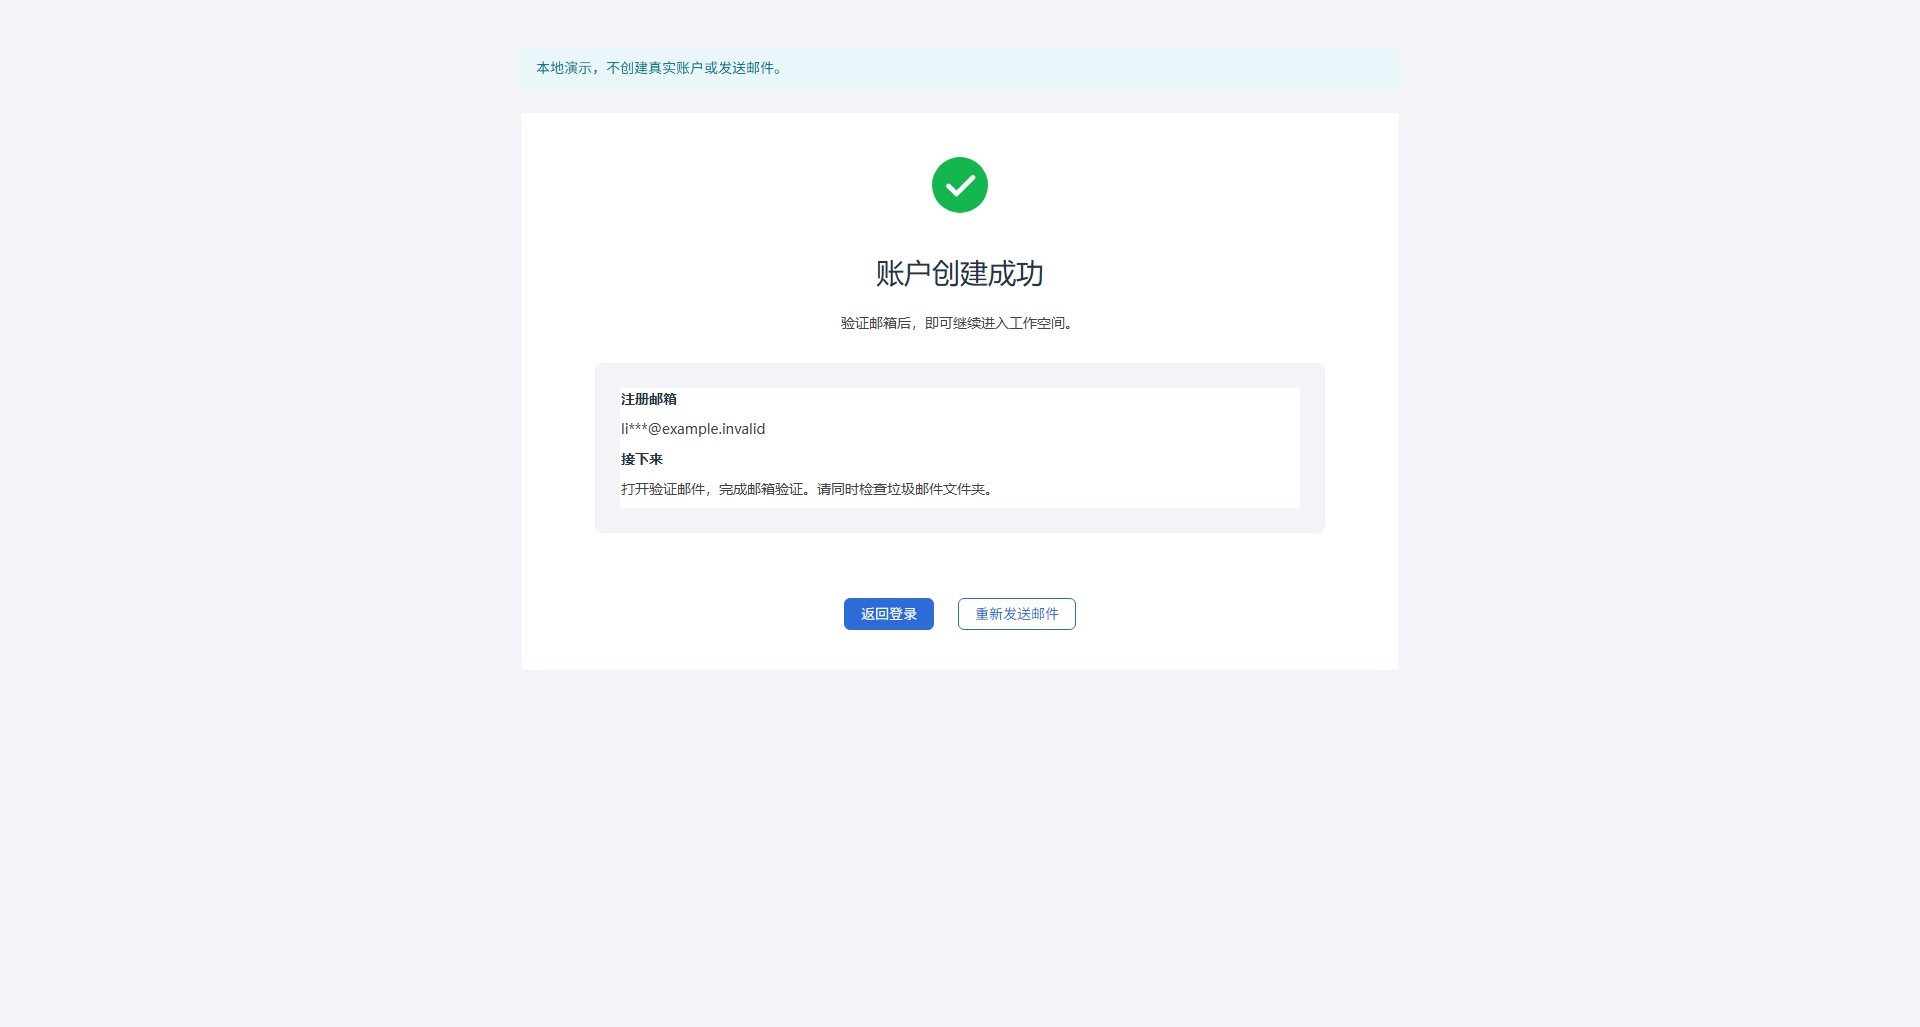 本地演示，不创建真实账户或发送邮件。
账户创建成功
验证邮箱后，即可继续进入工作空间。
注册邮箱
li***@example.invalid
接下来
打开验证邮件，完成邮箱验证。请同时检查垃圾邮件文件夹。
返回登录
重新发送邮件